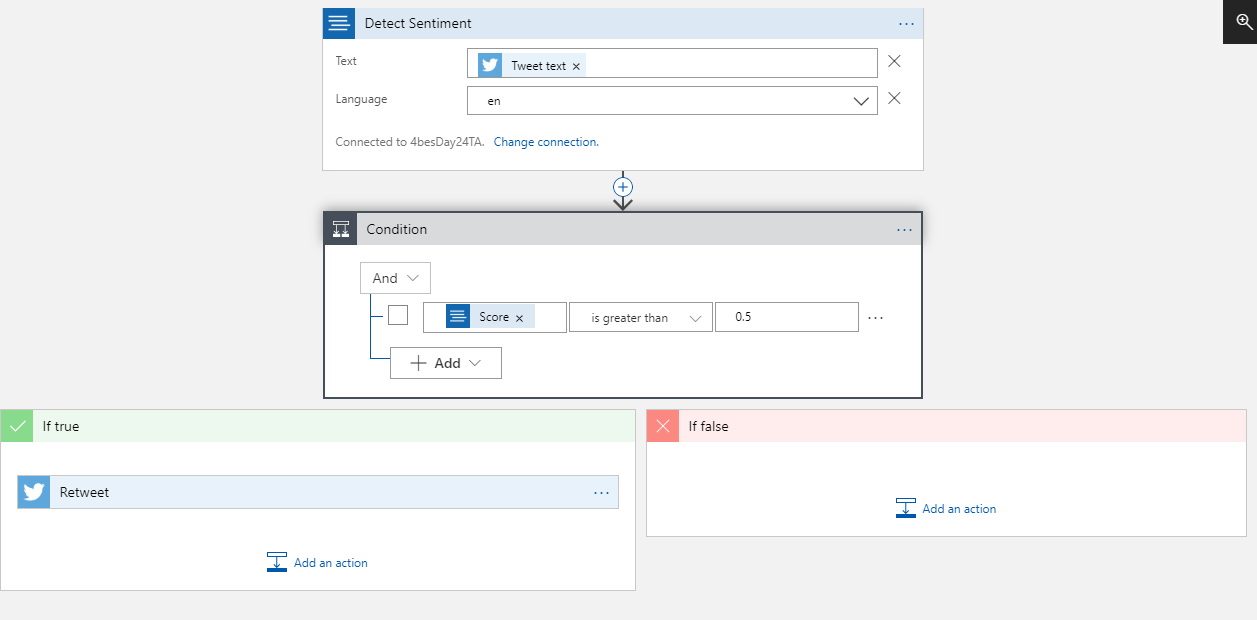 Detect Sentiment ...
Text
Tweet text ×
Language
en
Connected to 4besDay24TA. Change connection.
Condition ...
And
Score × is greater than 0.5 ...
+ Add
If true
Retweet ...
Add an action
If false
Add an action